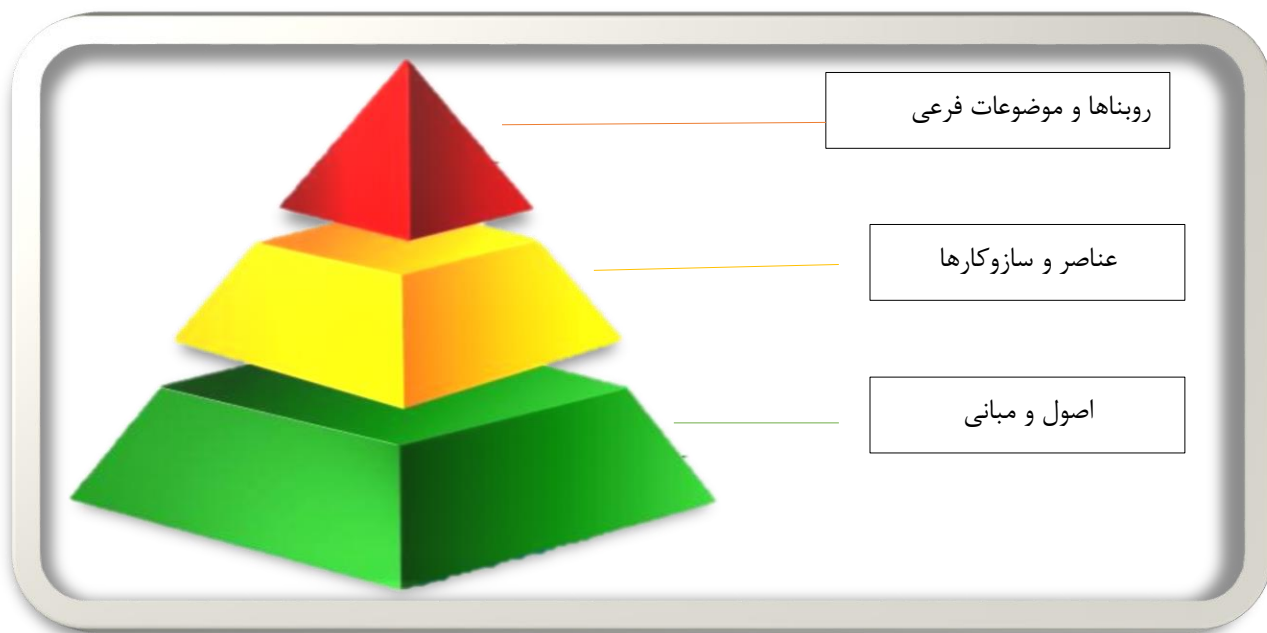 روبناها و موضوعات فرعی
عناصر و سازوکارها
اصول و مبانی